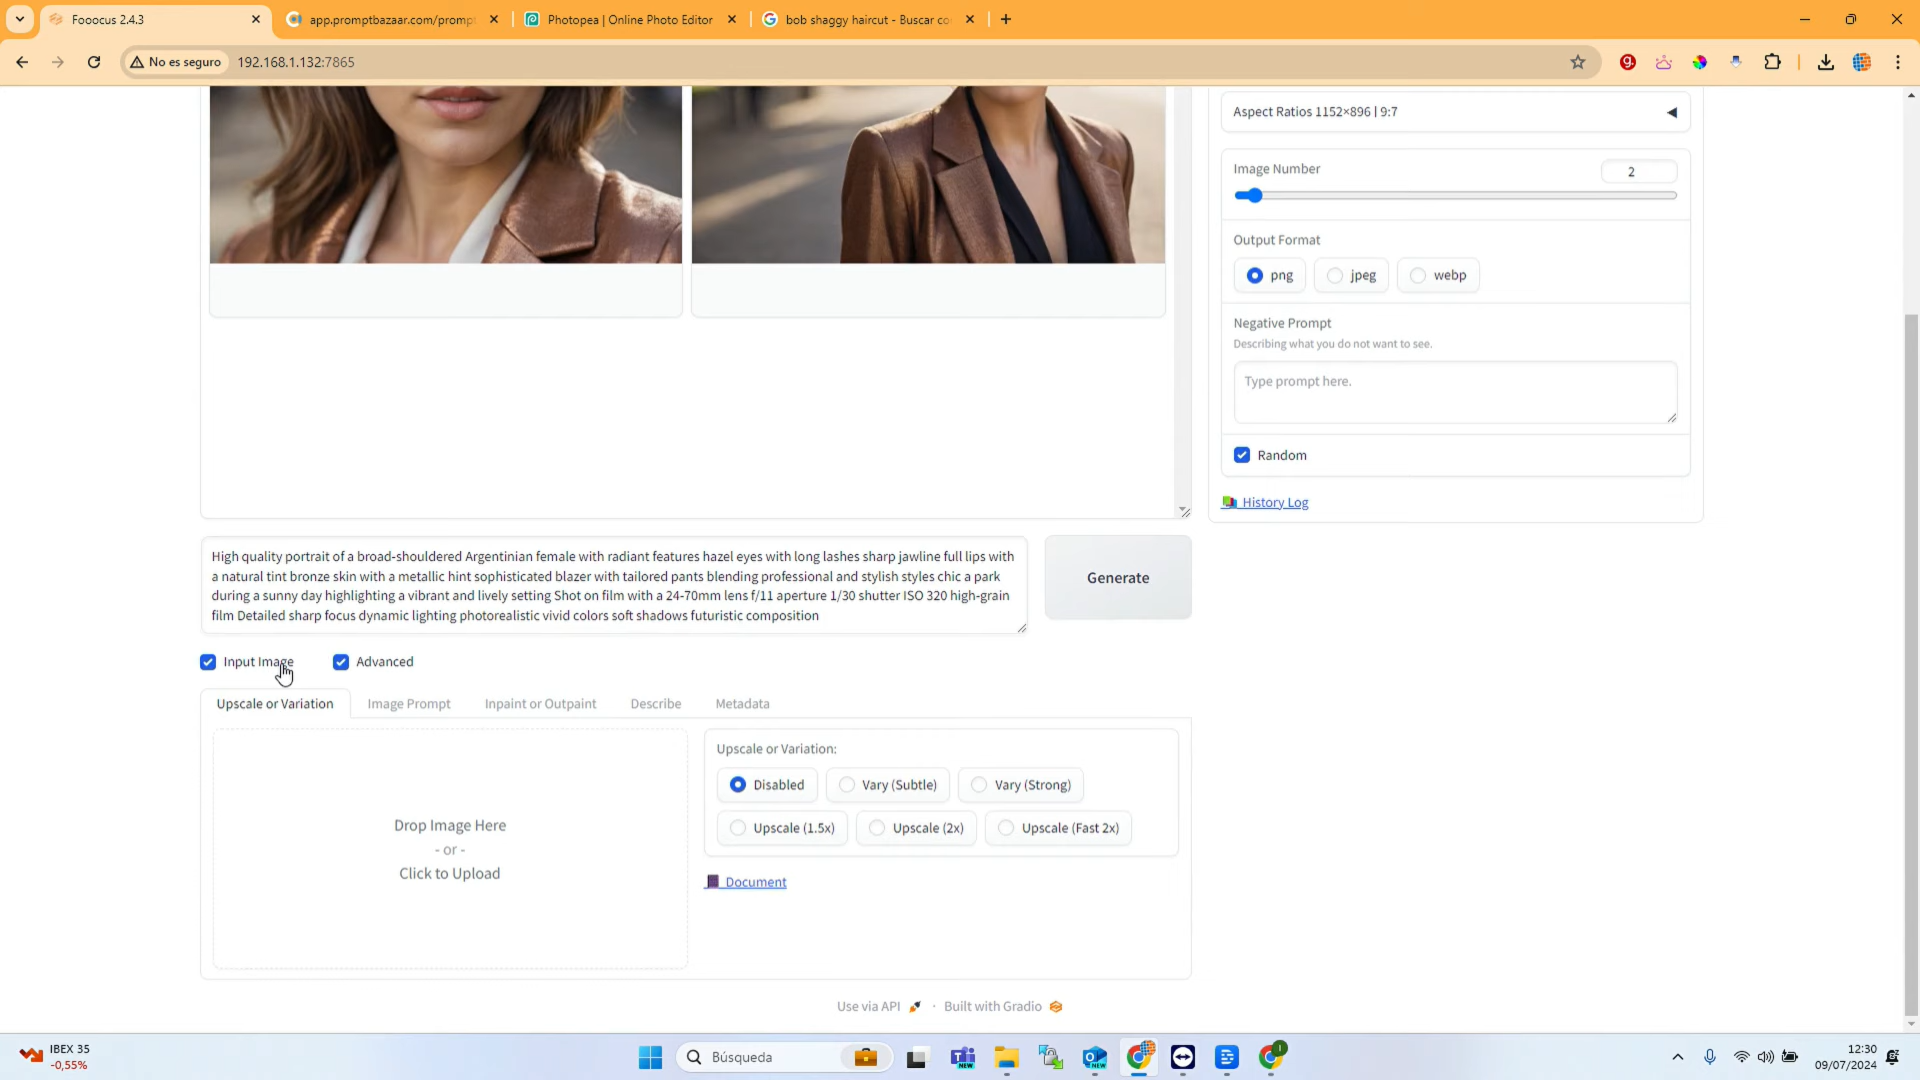 Fooocus 2.4.3
app.promptbazaar.com/promp
Photopea | Online Photo Editor
bob shaggy haircut - Buscar co
No es seguro
192.168.1.132:7865
Aspect Ratios 1152×896 | 9:7
Image Number
2
Output Format
png
jpeg
webp
Negative Prompt
Describing what you do not want to see.
Type prompt here.
Random
History Log
High quality portrait of a broad-shouldered Argentinian female with radiant features hazel eyes with long lashes sharp jawline full lips with
a natural tint bronze skin with a metallic hint sophisticated blazer with tailored pants blending professional and stylish styles chic a park
during a sunny day highlighting a vibrant and lively setting Shot on film with a 24-70mm lens f/11 aperture 1/30 shutter ISO 320 high-grain
film Detailed sharp focus dynamic lighting photorealistic vivid colors soft shadows futuristic composition
Generate
Input Image
Advanced
Upscale or Variation
Image Prompt
Inpaint or Outpaint
Describe
Metadata
Drop Image Here
- or -
Click to Upload
Upscale or Variation:
Disabled
Vary (Subtle)
Vary (Strong)
Upscale (1.5x)
Upscale (2x)
Upscale (Fast 2x)
Document
Use via API
·
Built with Gradio
IBEX 35
-0,55%
Búsqueda
NEW
NEW
12:30
09/07/2024